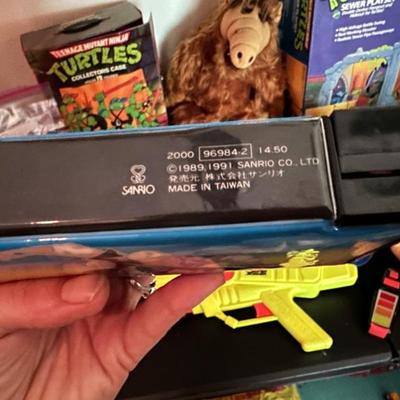 TEENAGE MUTANT NINJA
TURTLES
COLLECTORS CASE
SEWER PLAYSET
2000 96984-2 14.50
©1989,1991 SANRIO CO., LTD
発売元 株式会社サンリオ
MADE IN TAIWAN
SANRIO